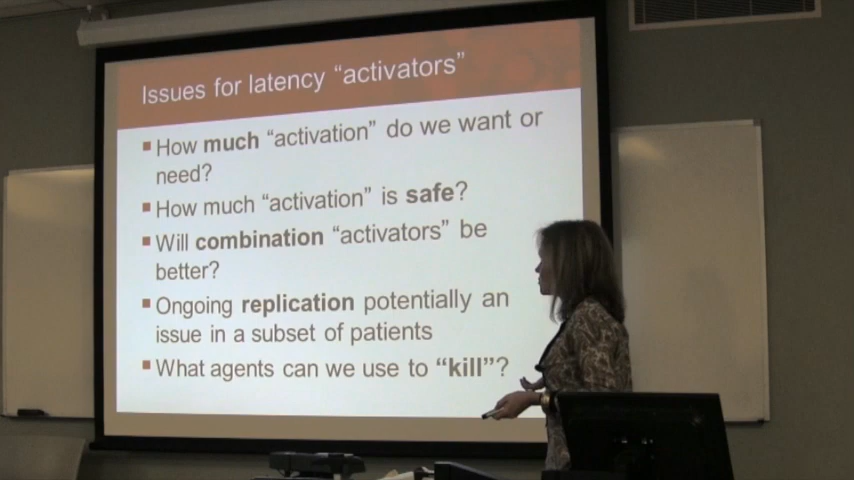 Issues for latency “activators”
▪ How much “activation” do we want or
need?
▪ How much “activation” is safe?
▪ Will combination “activators” be
better?
▪ Ongoing replication potentially an
issue in a subset of patients
▪ What agents can we use to “kill”?